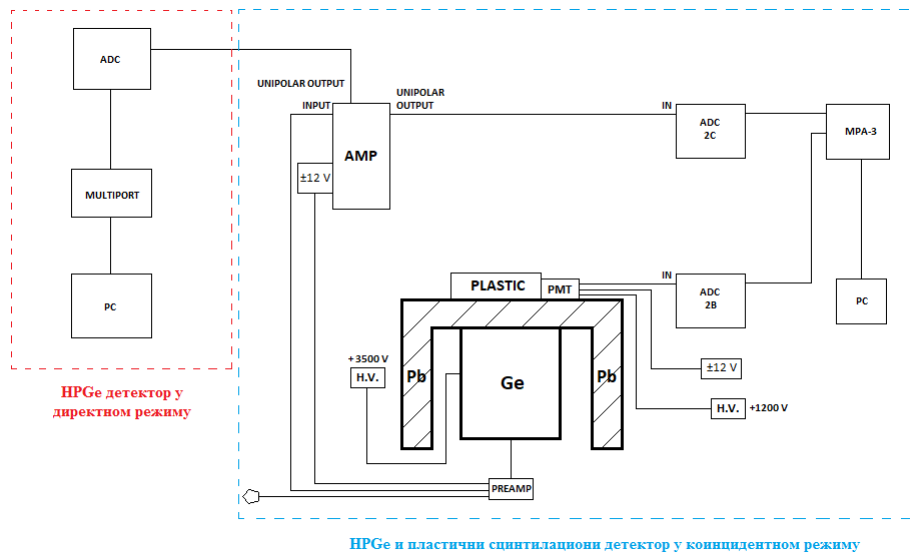 ADC
UNIPOLAR OUTPUT
INPUT
UNIPOLAR
OUTPUT
IN
ADC
2C
MPA-3
AMP
±12 V
MULTIPORT
PC
PLASTIC
PMT
IN
ADC
2B
PC
+3500 V
H.V.
Pb
Ge
Pb
±12 V
H.V.
+1200 V
PREAMP
HPGe детектор у
директном режиму
HPGe и пластични сцинтилациони детектор у коинцидентном режиму